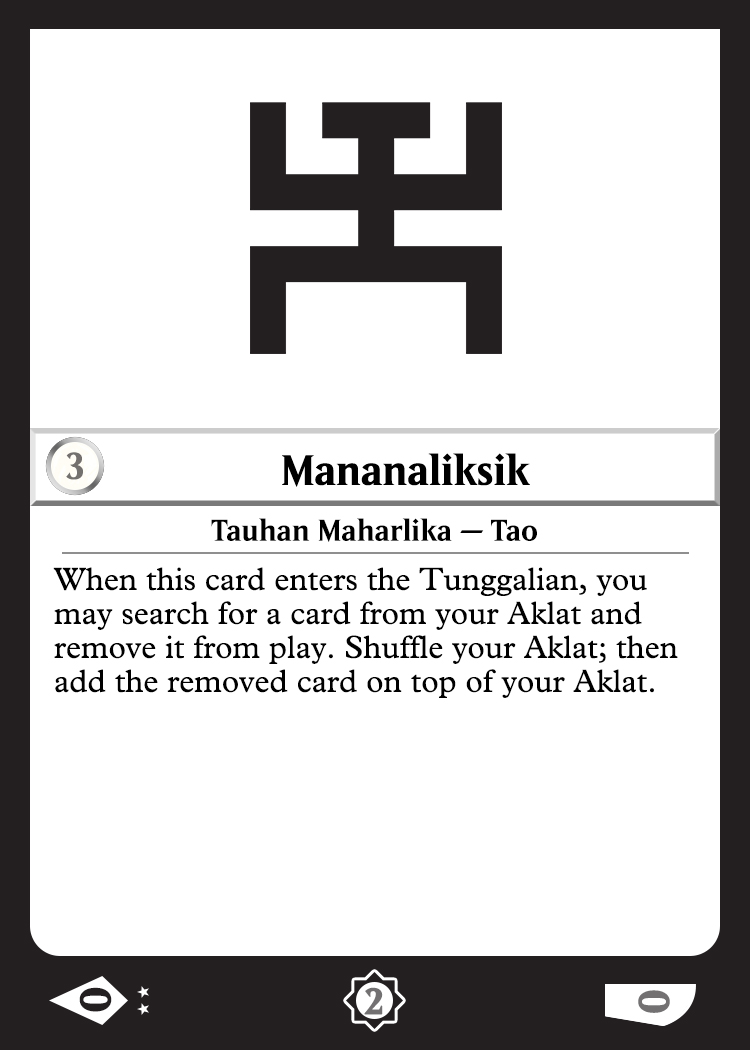 3
Mananaliksik
Tauhan Maharlika — Tao
When this card enters the Tunggalian, you
may search for a card from your Aklat and
remove it from play. Shuffle your Aklat; then
add the removed card on top of your Aklat.
0
2
0